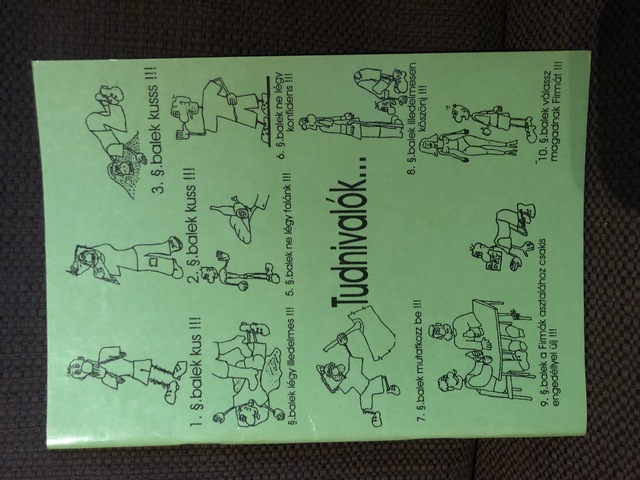 1. §.balek kus !!!
2. §.balek kuss !!!
3. §.balek kusss !!!
§.balek légy illedelmes !!!
5. §.balek ne légy falánk !!!
6. §.balek ne légy
konfidens !!!
Tudnivalók...
7. §.balek mutatkozz be !!!
8. §.balek illedelmesen
köszönj !!!
9. §.balek a Firmák asztalához csakis
engedéllyel ülj !!!
10. §.balek válassz
magadnak Firmát !!!